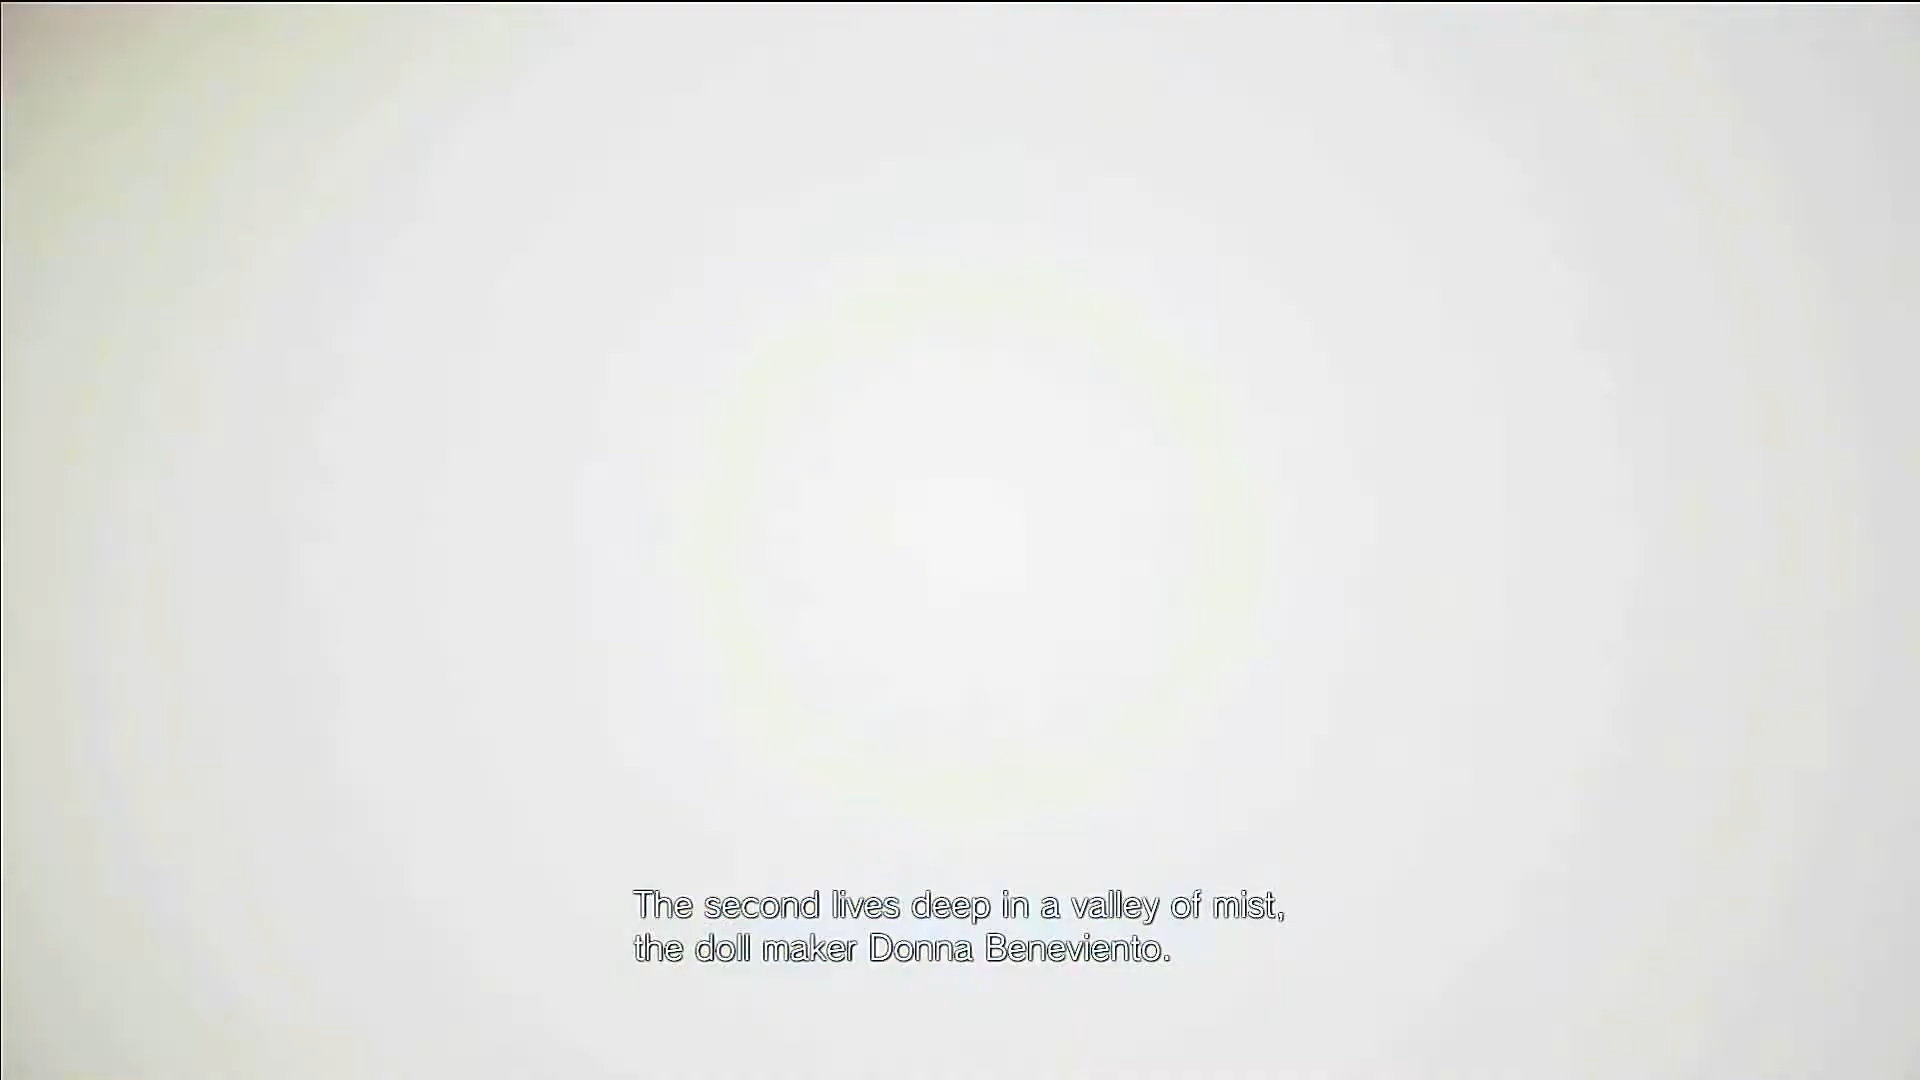 The second lives deep in a valley of mist,
the doll maker Donna Beneviento.